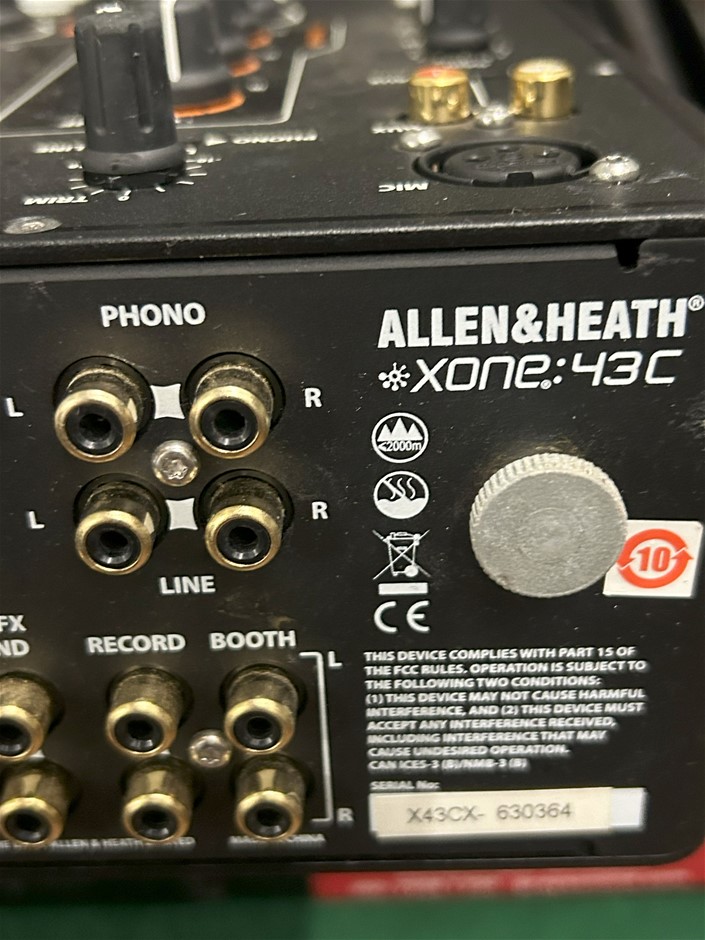 TRIM
PHONO
MIC
PHONO
L
R
L
R
LINE
FX
ND
RECORD
BOOTH
L
R
ALLEN&HEATH®
xone:43C
<2000m
10
CE
THIS DEVICE COMPLIES WITH PART 15 OF
THE FCC RULES. OPERATION IS SUBJECT TO
THE FOLLOWING TWO CONDITIONS:
(1) THIS DEVICE MAY NOT CAUSE HARMFUL
INTERFERENCE, AND (2) THIS DEVICE MUST
ACCEPT ANY INTERFERENCE RECEIVED,
INCLUDING INTERFERENCE THAT MAY
CAUSE UNDESIRED OPERATION.
CAN ICES-3 (B)/NMB-3 (B)
SERIAL No:
X43CX- 630364
ALLEN & HEATH